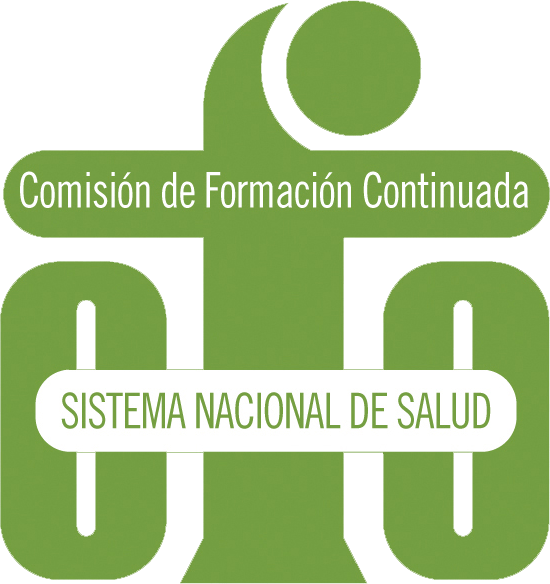 Comisión de Formación Continuada
SISTEMA NACIONAL DE SALUD